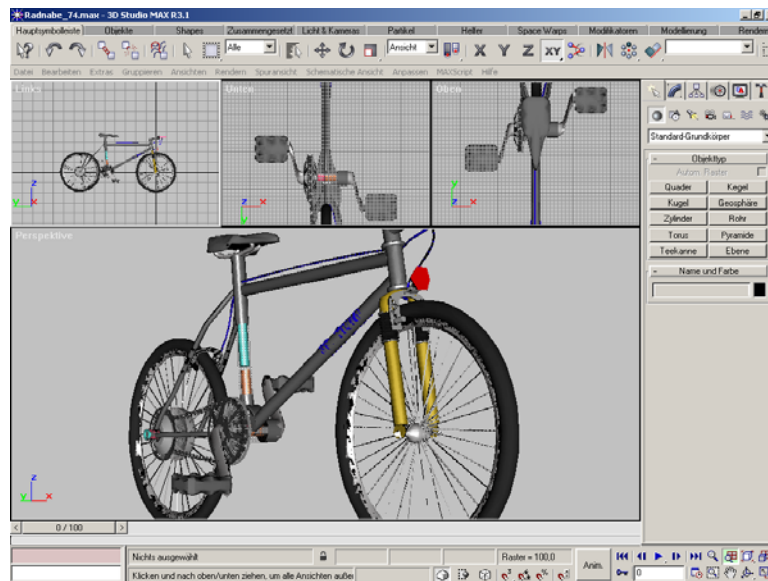 Radnabe_74.max - 3D Studio MAX R3.1
Hauptsymbolleiste Objekte Shapes Zusammengesetzt Licht & Kameras Partikel Helfer Space Warps Modifikatoren Modellierung Rendern
Alle Ansicht X Y Z XY
Datei Bearbeiten Extras Gruppieren Ansichten Rendern Spuransicht Schematische Ansicht Anpassen MAXScript Hilfe
Links Unten Oben
Standard-Grundkörper
- Objekttyp
Autom. Raster
Quader Kegel
Kugel Geosphäre
Zylinder Rohr
Torus Pyramide
Teekanne Ebene
- Name und Farbe
z
y x
z
x
y
y
x
z
Perspektive
z
y x
< 0 / 100 >
Nichts ausgewählt Raster = 100,0
Klicken und nach oben/unten ziehen, um alle Ansichten außer
Anim.
0